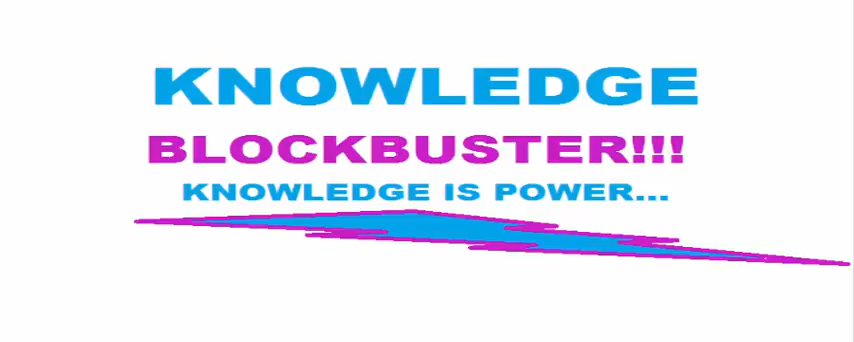 KNOWLEDGE
BLOCKBUSTER!!!
KNOWLEDGE IS POWER...